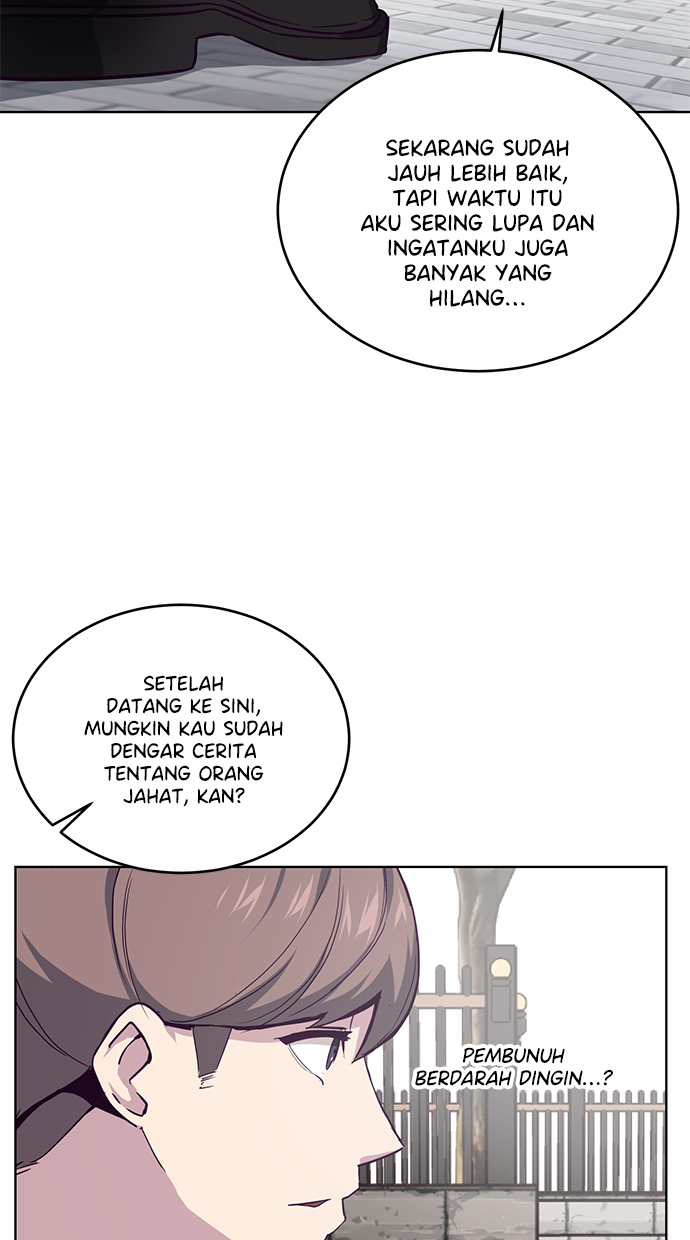 SEKARANG SUDAH
JAUH LEBIH BAIK,
TAPI WAKTU ITU
AKU SERING LUPA DAN
INGATANKU JUGA
BANYAK YANG
HILANG...
SETELAH
DATANG KE SINI,
MUNGKIN KAU SUDAH
DENGAR CERITA
TENTANG ORANG
JAHAT, KAN?
PEMBUNUH
BERDARAH DINGIN...?